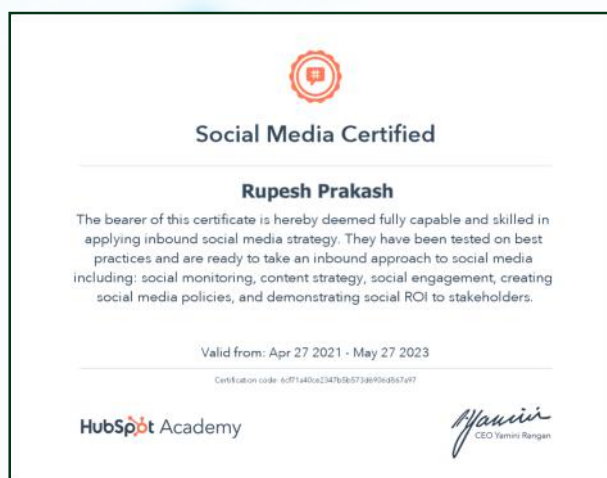 #
Social Media Certified
Rupesh Prakash
The bearer of this certificate is hereby deemed fully capable and skilled in
applying inbound social media strategy. They have been tested on best
practices and are ready to take an inbound approach to social media
including: social monitoring, content strategy, social engagement, creating
social media policies, and demonstrating social ROI to stakeholders.
Valid from: Apr 27 2021 - May 27 2023
Certification code:
HubSpot Academy
Yamini
CEO Yamini Rangan